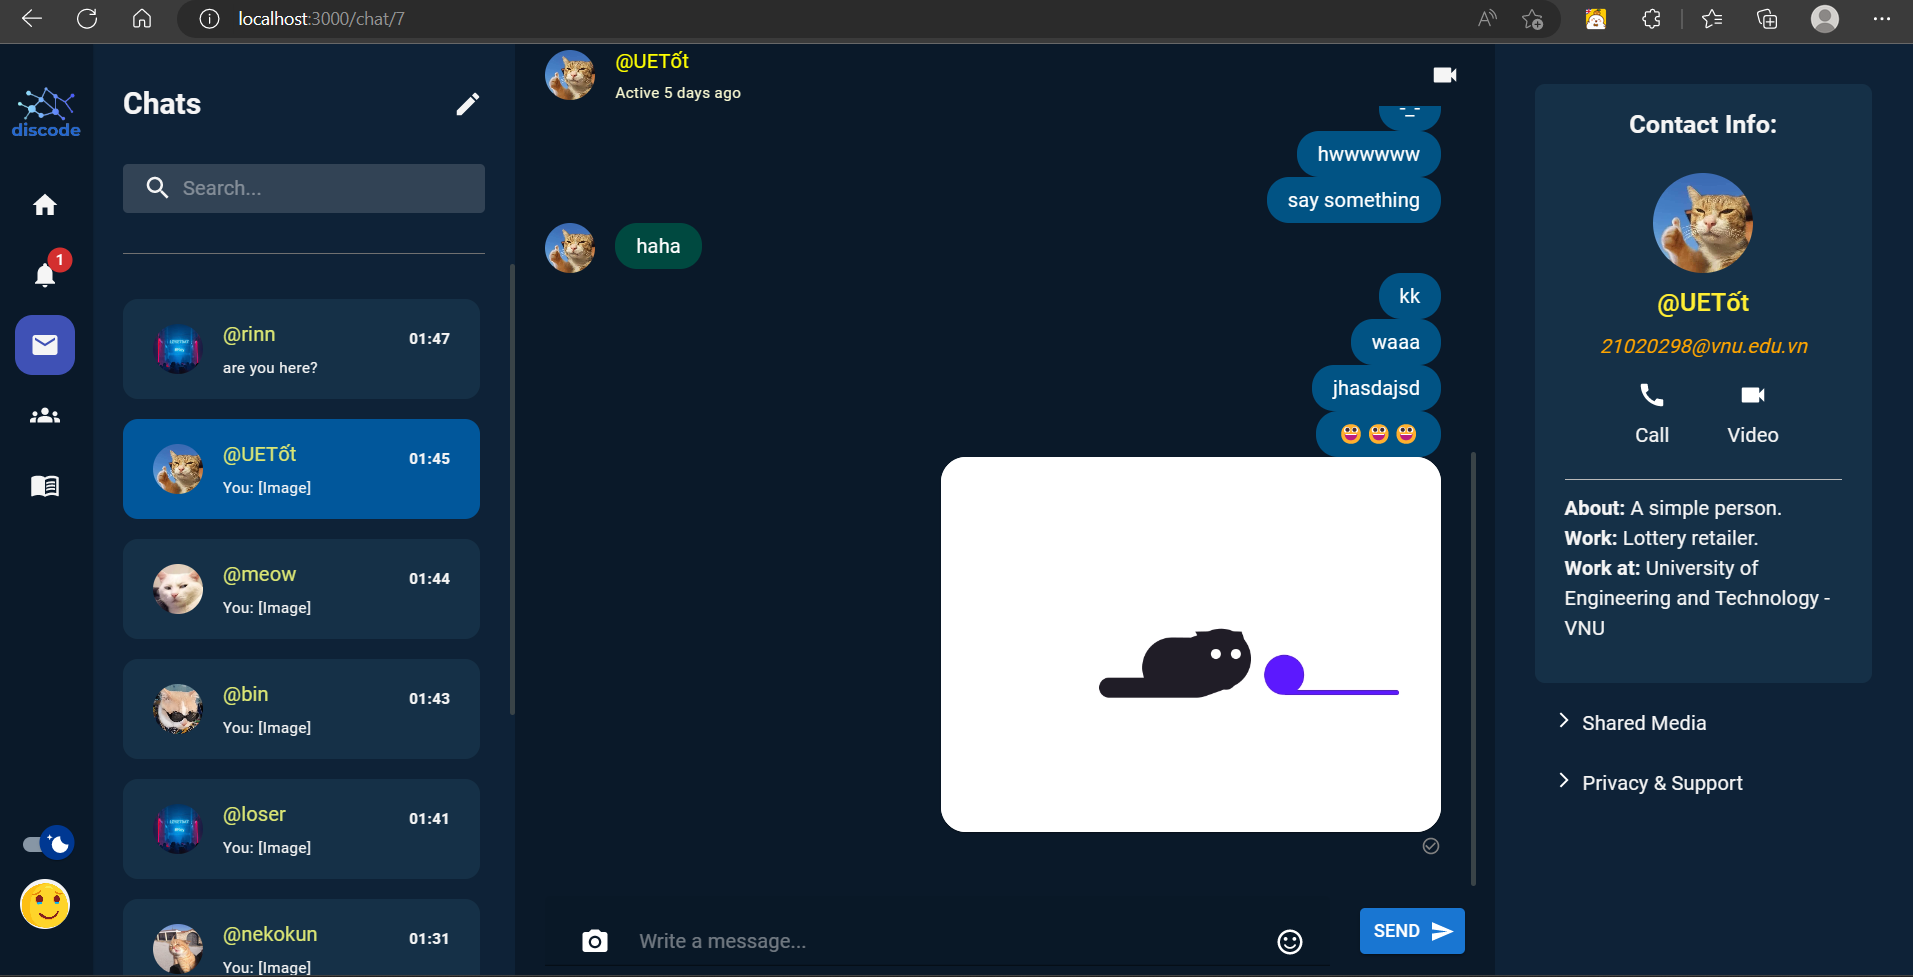 localhost:3000/chat/7
discode
1
Chats
Search...
@rinn
01:47
are you here?
@UETốt
01:45
You: [Image]
@meow
01:44
You: [Image]
@bin
01:43
You: [Image]
@loser
01:41
You: [Image]
@nekokun
01:31
You: [Image]
@UETốt
Active 5 days ago
-_-
hwwwwww
say something
haha
kk
waaa
jhasdajsd
😀😀😀
Write a message...
SEND
Contact Info:
@UETốt
21020298@vnu.edu.vn
Call
Video
About: A simple person.
Work: Lottery retailer.
Work at: University of
Engineering and Technology -
VNU
Shared Media
Privacy & Support